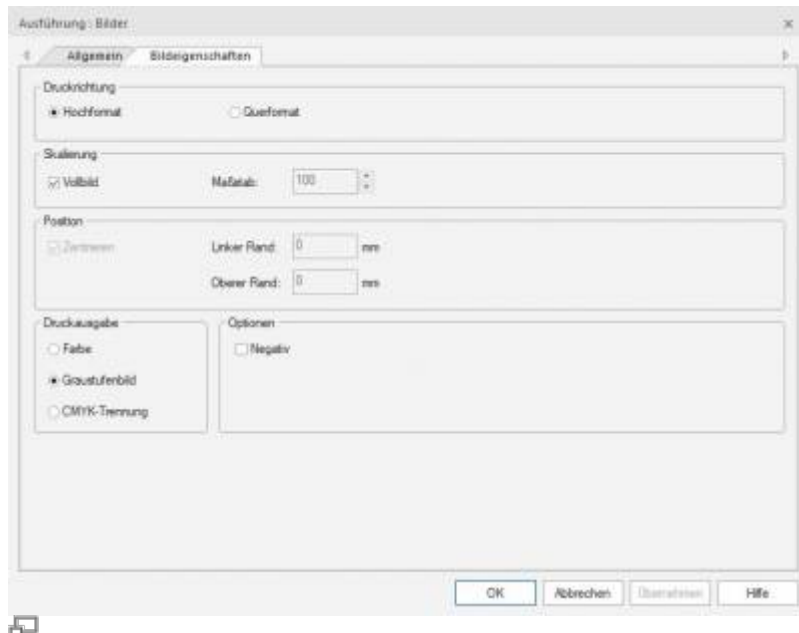 Ausführung : Bilder
Allgemein Bildeigenschaften
Druckrichtung
Hochformat Querformat
Skalierung
Vollbild Maßstab: 100
Position
Zentrieren Linker Rand: 0 mm
Oberer Rand: 0 mm
Druckausgabe Optionen
Farbe Negativ
Graustufenbild
CMYK-Trennung
OK Abbrechen Übernehmen Hilfe